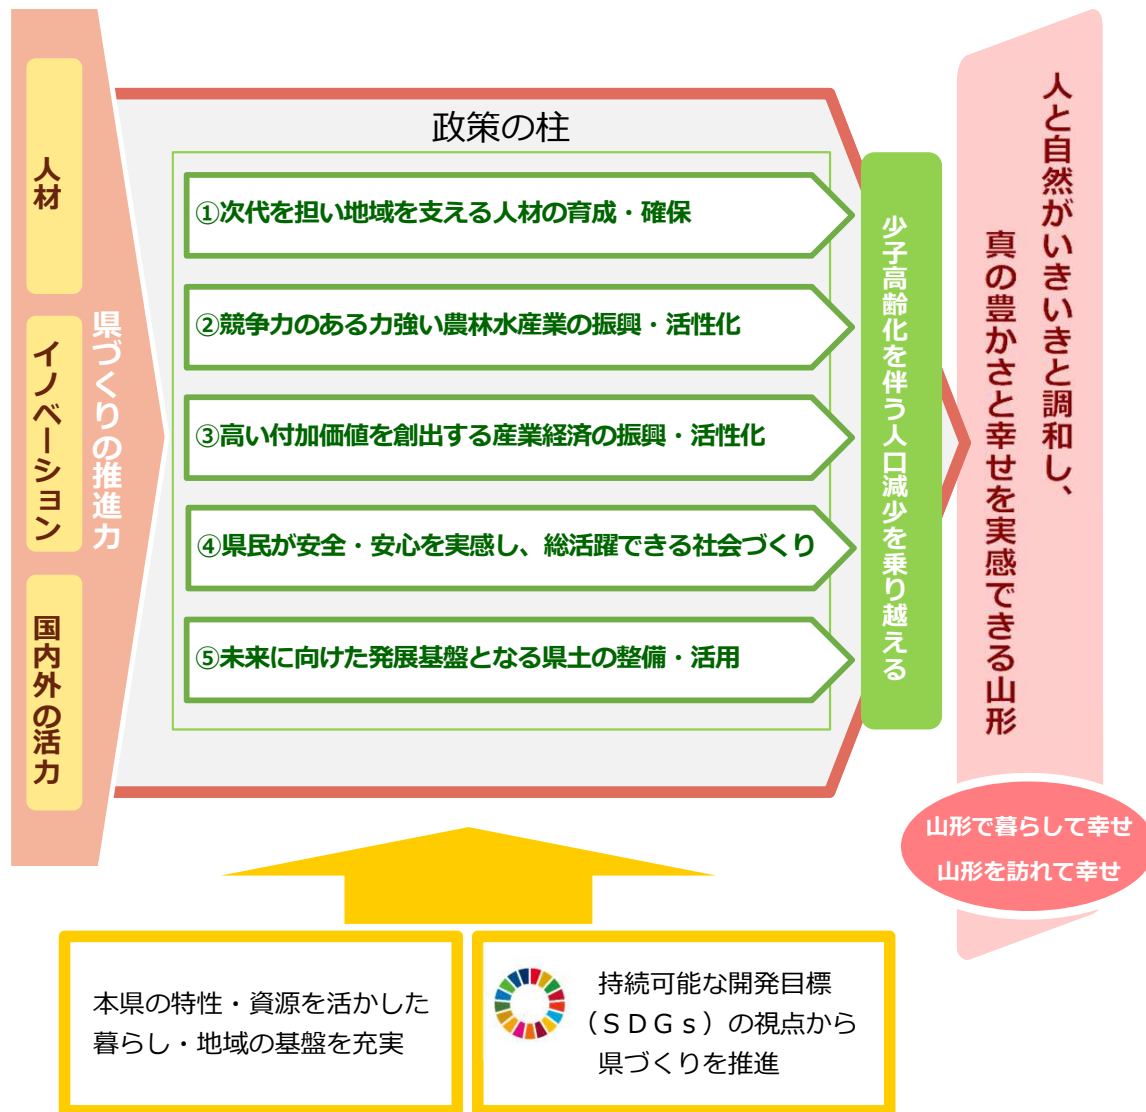 人材
イノベーション
国内外の活力
県づくりの推進力
政策の柱
①次代を担い地域を支える人材の育成・確保
②競争力のある力強い農林水産業の振興・活性化
③高い付加価値を創出する産業経済の振興・活性化
④県民が安全・安心を実感し、総活躍できる社会づくり
⑤未来に向けた発展基盤となる県土の整備・活用
少子高齢化を伴う人口減少を乗り越える
人と自然がいきいきと調和し、
真の豊かさと幸せを実感できる山形
山形で暮らして幸せ
山形を訪れて幸せ
本県の特性・資源を活かした
暮らし・地域の基盤を充実
持続可能な開発目標
（ＳＤＧｓ）の視点から
県づくりを推進